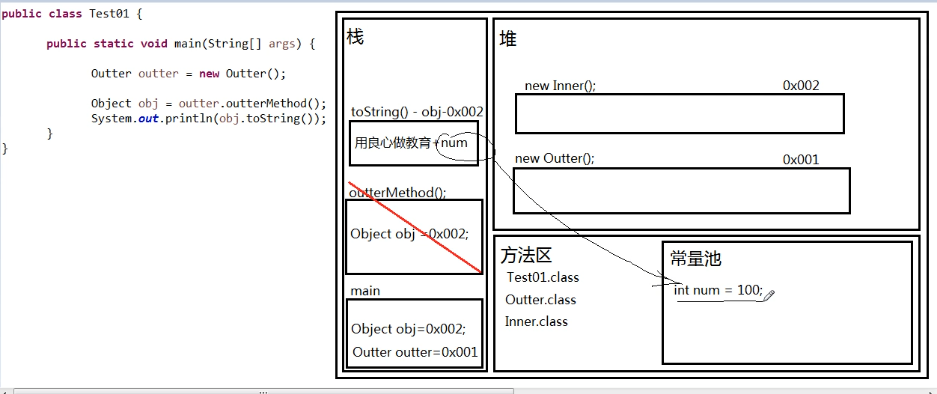 public class Test01 {
public static void main(String[] args) {
Outter outter = new Outter();
Object obj = outter.outterMethod();
System.out.println(obj.toString());
}
}
栈
toString() - obj-0x002
用良心做教育+num
outterMethod();
Object obj =0x002;
main
Object obj=0x002;
Outter outter=0x001
堆
new Inner(); 0x002
new Outter(); 0x001
方法区
Test01.class
Outter.class
Inner.class
常量池
int num = 100;